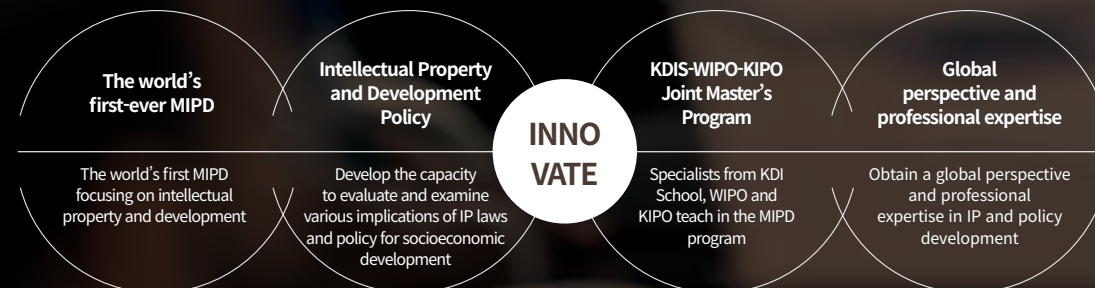 The world's
first-ever MIPD
The world's first MIPD
focusing on intellectual
property and development
Intellectual Property
and Development
Policy
Develop the capacity
to evaluate and examine
various implications of IP laws
and policy for socioeconomic
development
INNO
VATE
KDIS-WIPO-KIPO
Joint Master's
Program
Specialists from KDI
School, WIPO and
KIPO teach in the MIPD
program
Global
perspective and
professional expertise
Obtain a global perspective
and professional
expertise in IP and policy
development